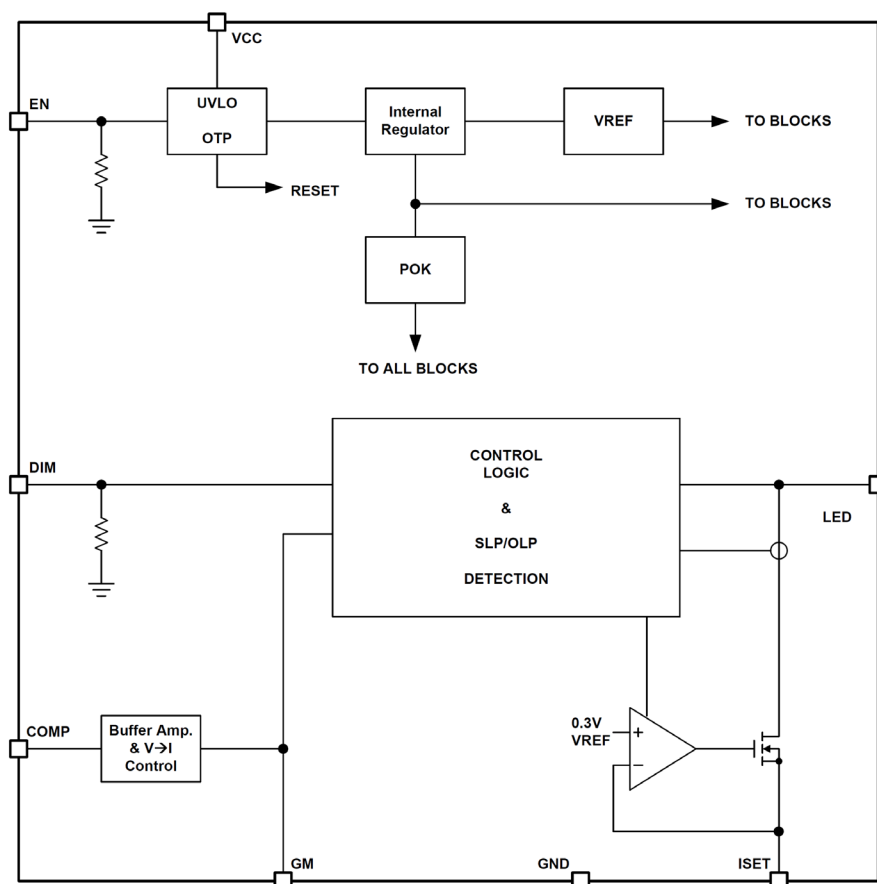 VCC
EN
UVLO
OTP
Internal
Regulator
VREF
TO BLOCKS
RESET
TO BLOCKS
POK
TO ALL BLOCKS
DIM
CONTROL
LOGIC
&
SLP/OLP
DETECTION
LED
COMP
Buffer Amp.
& V→I
Control
0.3V
VREF
+
−
GM
GND
ISET